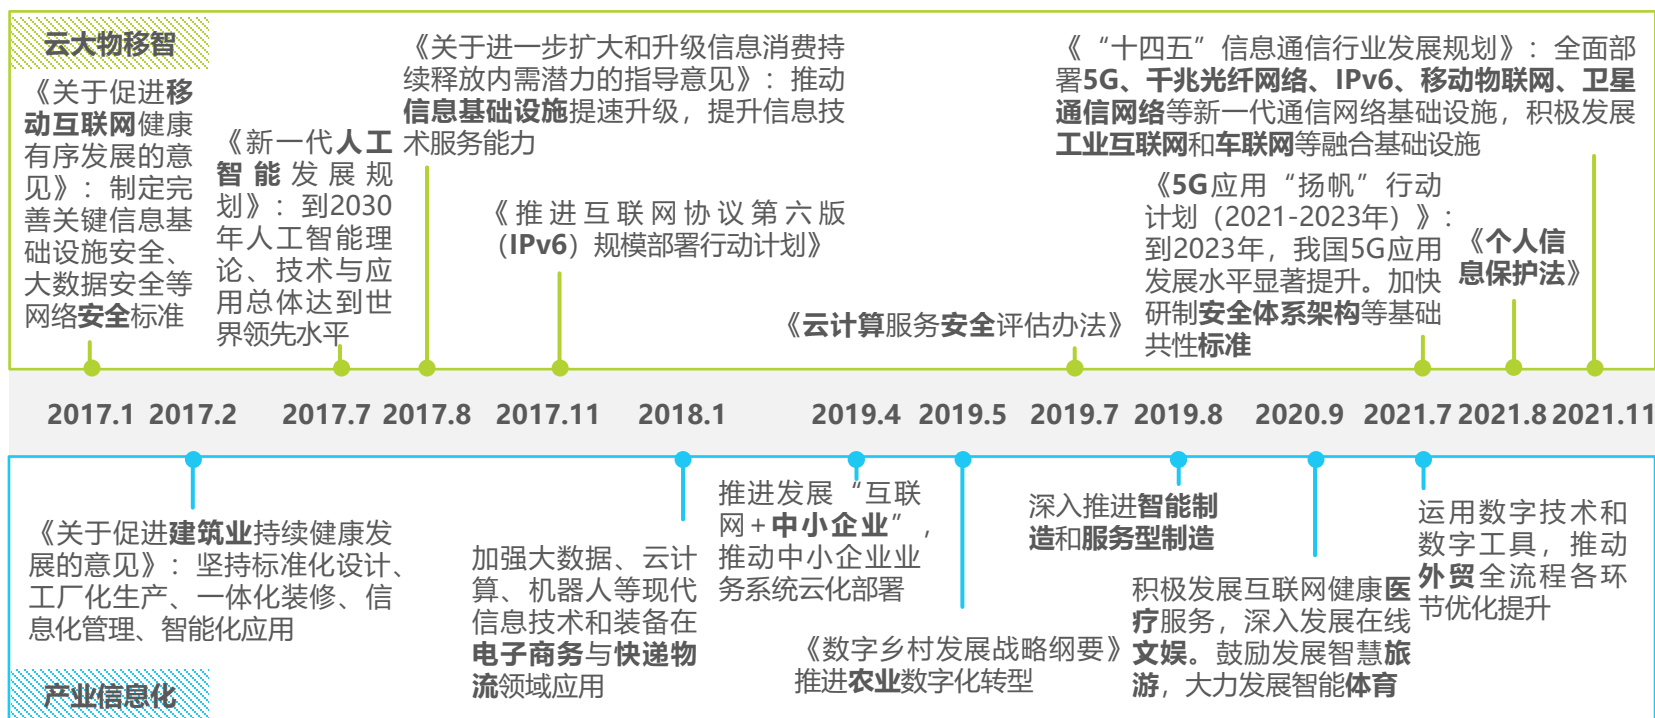 云大物移智
《关于促进移
动互联网健康
有序发展的意
见》：制定完
善关键信息基
础设施安全、
大数据安全等
网络安全标准
《新一代人工
智能发展规
划》：到2030
年人工智能理
论、技术与应
用总体达到世
界领先水平
《关于进一步扩大和升级信息消费持
续释放内需潜力的指导意见》：推动
信息基础设施提速升级，提升信息技
术服务能力
《推进互联网协议第六版
（IPv6）规模部署行动计划》
《云计算服务安全评估办法》
《“十四五”信息通信行业发展规划》：全面部
署5G、千兆光纤网络、IPv6、移动物联网、卫星
通信网络等新一代通信网络基础设施，积极发展
工业互联网和车联网等融合基础设施
《5G应用“扬帆”行动
计划（2021-2023年）》：
到2023年，我国5G应用
发展水平显著提升。加快
研制安全体系架构等基础
共性标准
《个人信
息保护法》
2017.1 2017.2 2017.7 2017.8 2017.11 2018.1 2019.4 2019.5 2019.7 2019.8 2020.9 2021.7 2021.8 2021.11
《关于促进建筑业持续健康发
展的意见》：坚持标准化设计、
工厂化生产、一体化装修、信
息化管理、智能化应用
加强大数据、云计
算、机器人等现代
信息技术和装备在
电子商务与快递物
流领域应用
推进发展“互联
网+中小企业”，
推动中小企业业
务系统云化部署
《数字乡村发展战略纲要》
推进农业数字化转型
深入推进智能制
造和服务型制造
积极发展互联网健康医
疗服务，深入发展在线
文娱。鼓励发展智慧旅
游，大力发展智能体育
运用数字技术和
数字工具，推动
外贸全流程各环
节优化提升
产业信息化